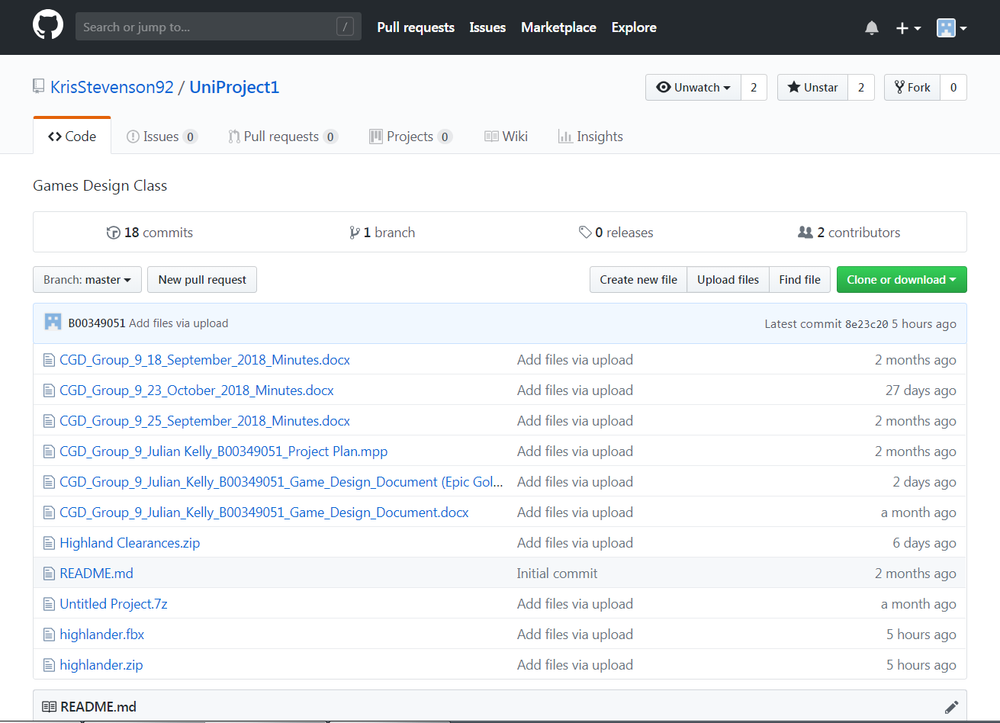 Search or jump to... /
Pull requests Issues Marketplace Explore
KrisStevenson92 / UniProject1
Unwatch 2 Unstar 2 Fork 0
Code Issues 0 Pull requests 0 Projects 0 Wiki Insights
Games Design Class
18 commits 1 branch 0 releases 2 contributors
Branch: master New pull request Create new file Upload files Find file Clone or download
B00349051 Add files via upload Latest commit 8e23c20 5 hours ago
CGD_Group_9_18_September_2018_Minutes.docx Add files via upload 2 months ago
CGD_Group_9_23_October_2018_Minutes.docx Add files via upload 27 days ago
CGD_Group_9_25_September_2018_Minutes.docx Add files via upload 2 months ago
CGD_Group_9_Julian Kelly_B00349051_Project Plan.mpp Add files via upload 2 months ago
CGD_Group_9_Julian_Kelly_B00349051_Game_Design_Document (Epic Gol... Add files via upload 2 days ago
CGD_Group_9_Julian_Kelly_B00349051_Game_Design_Document.docx Add files via upload a month ago
Highland Clearances.zip Add files via upload 6 days ago
README.md Initial commit 2 months ago
Untitled Project.7z Add files via upload a month ago
highlander.fbx Add files via upload 5 hours ago
highlander.zip Add files via upload 5 hours ago
README.md